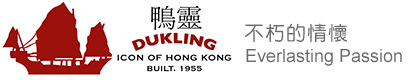 鴨靈
DUKLING
ICON OF HONG KONG
BUILT. 1955
不朽的情懷
Everlasting Passion